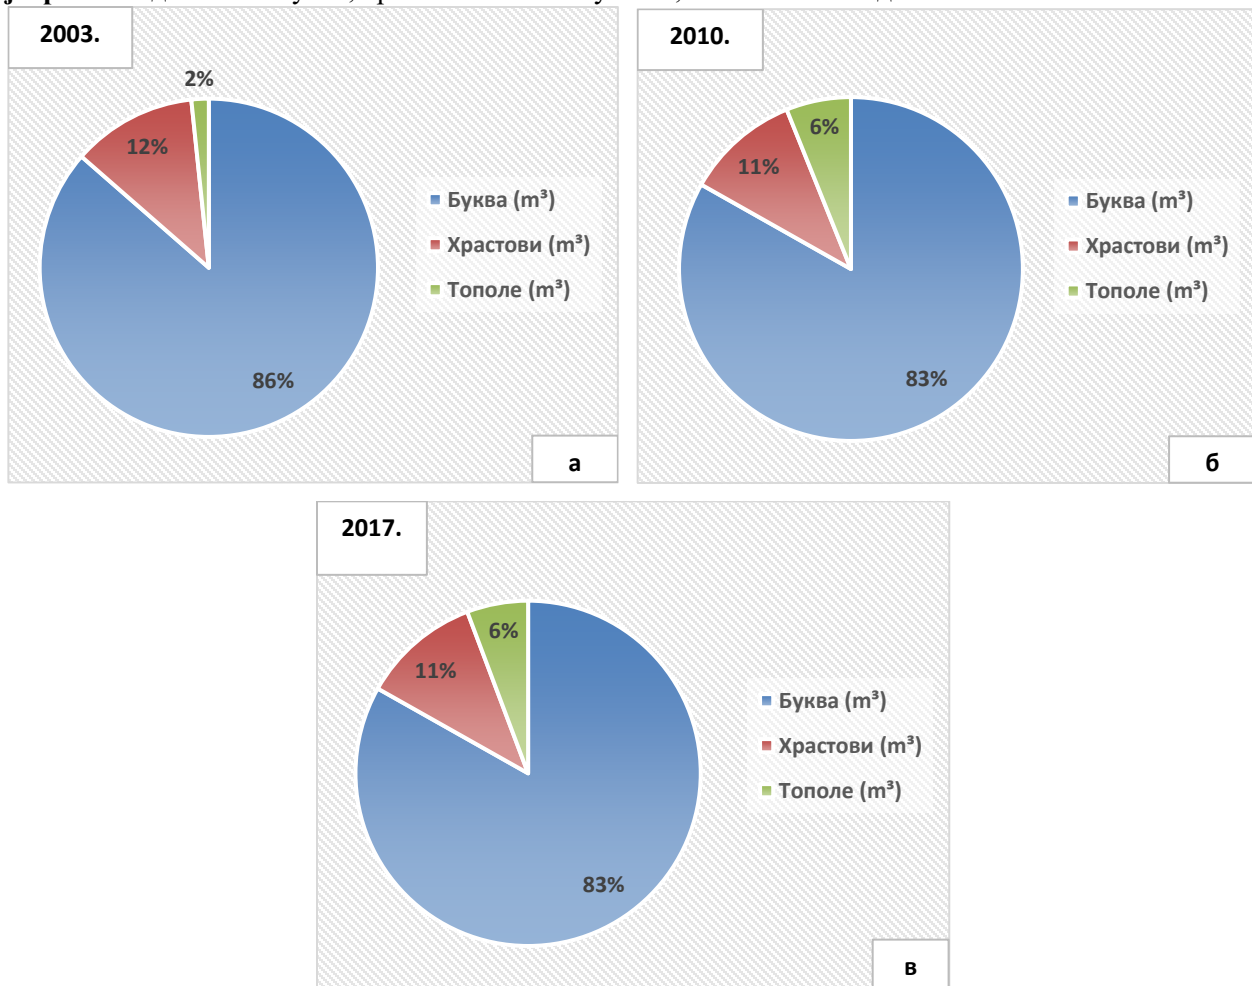 2003.
2%
12%
86%
Буква (m³)
Храстови (m³)
Тополе (m³)
а
2010.
6%
11%
83%
Буква (m³)
Храстови (m³)
Тополе (m³)
б
2017.
6%
11%
83%
Буква (m³)
Храстови (m³)
Тополе (m³)
в